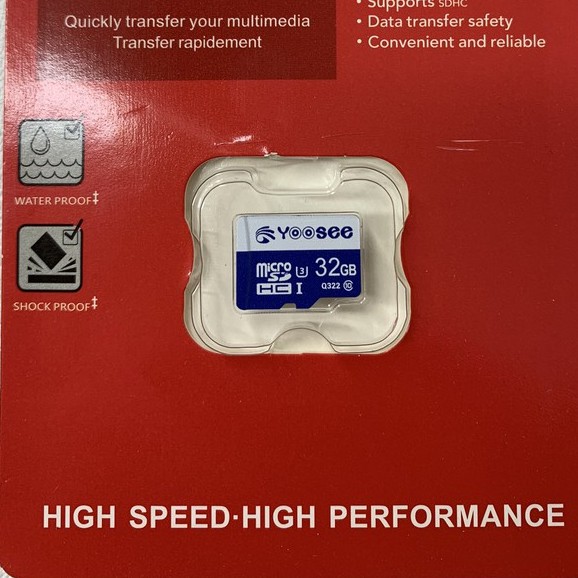 Quickly transfer your multimedia
Transfer rapidement
• Supports SDHC
• Data transfer safety
• Convenient and reliable
WATER PROOF‡
SHOCK PROOF‡
Yoosee
micro SD HC I U3 32GB
Q322 10
HIGH SPEED·HIGH PERFORMANCE